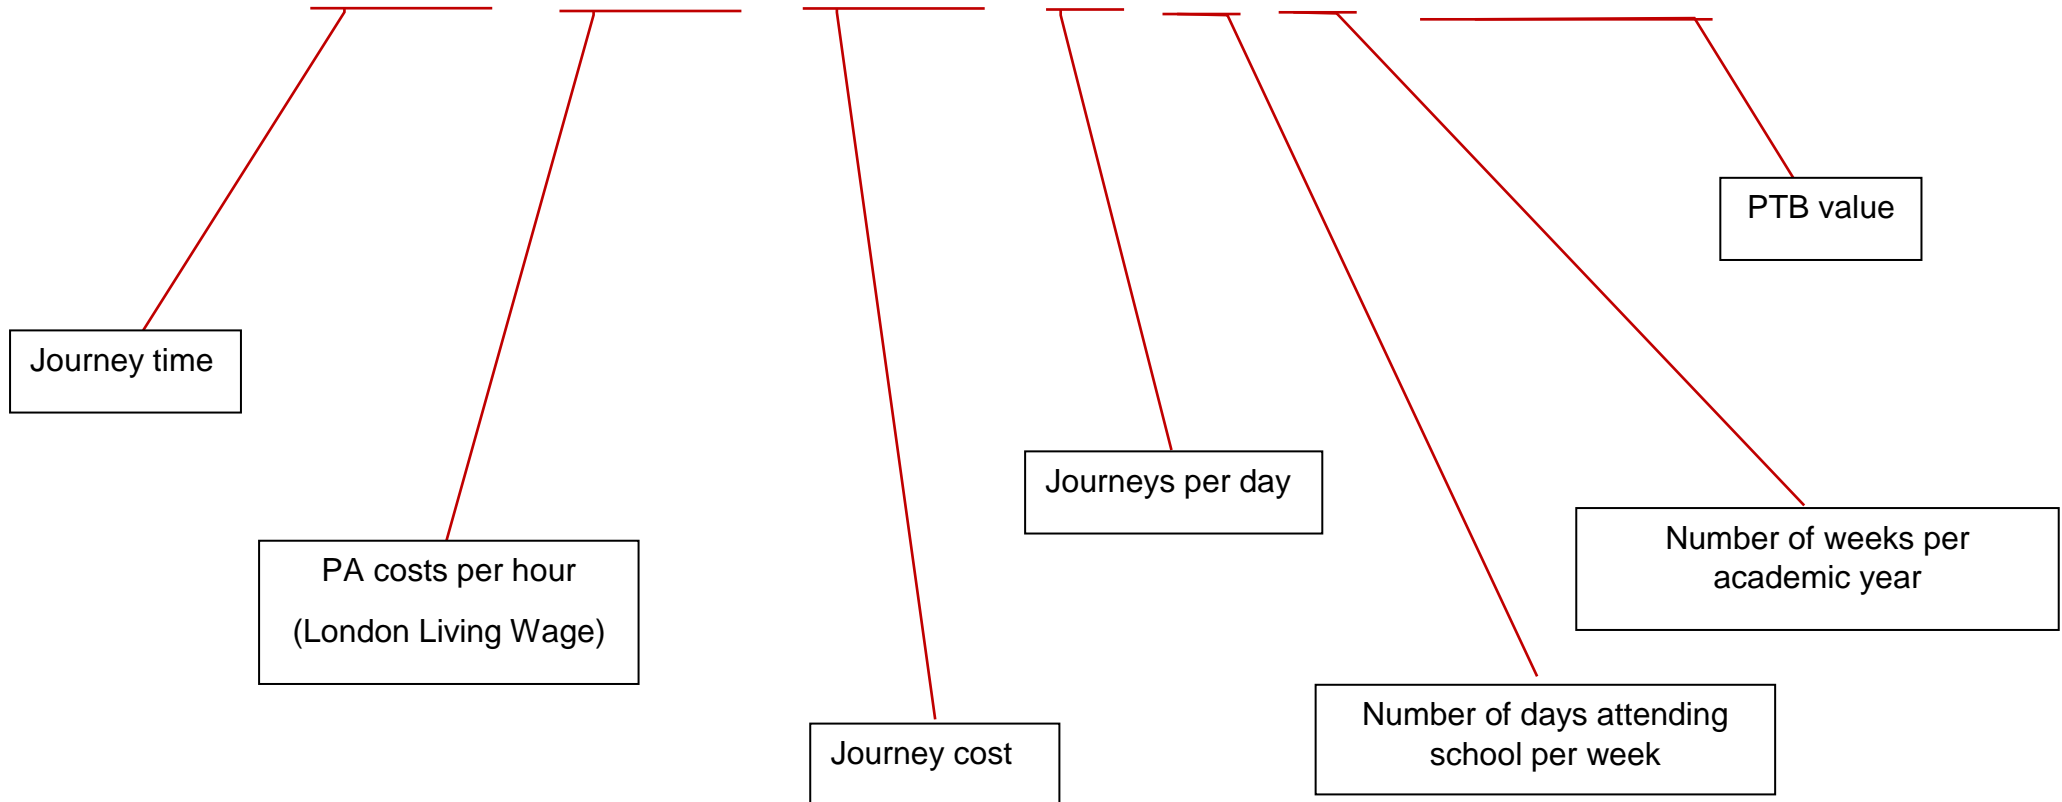 PTB value
Journey time
Journeys per day
Number of weeks per
academic year
PA costs per hour
(London Living Wage)
Number of days attending
school per week
Journey cost